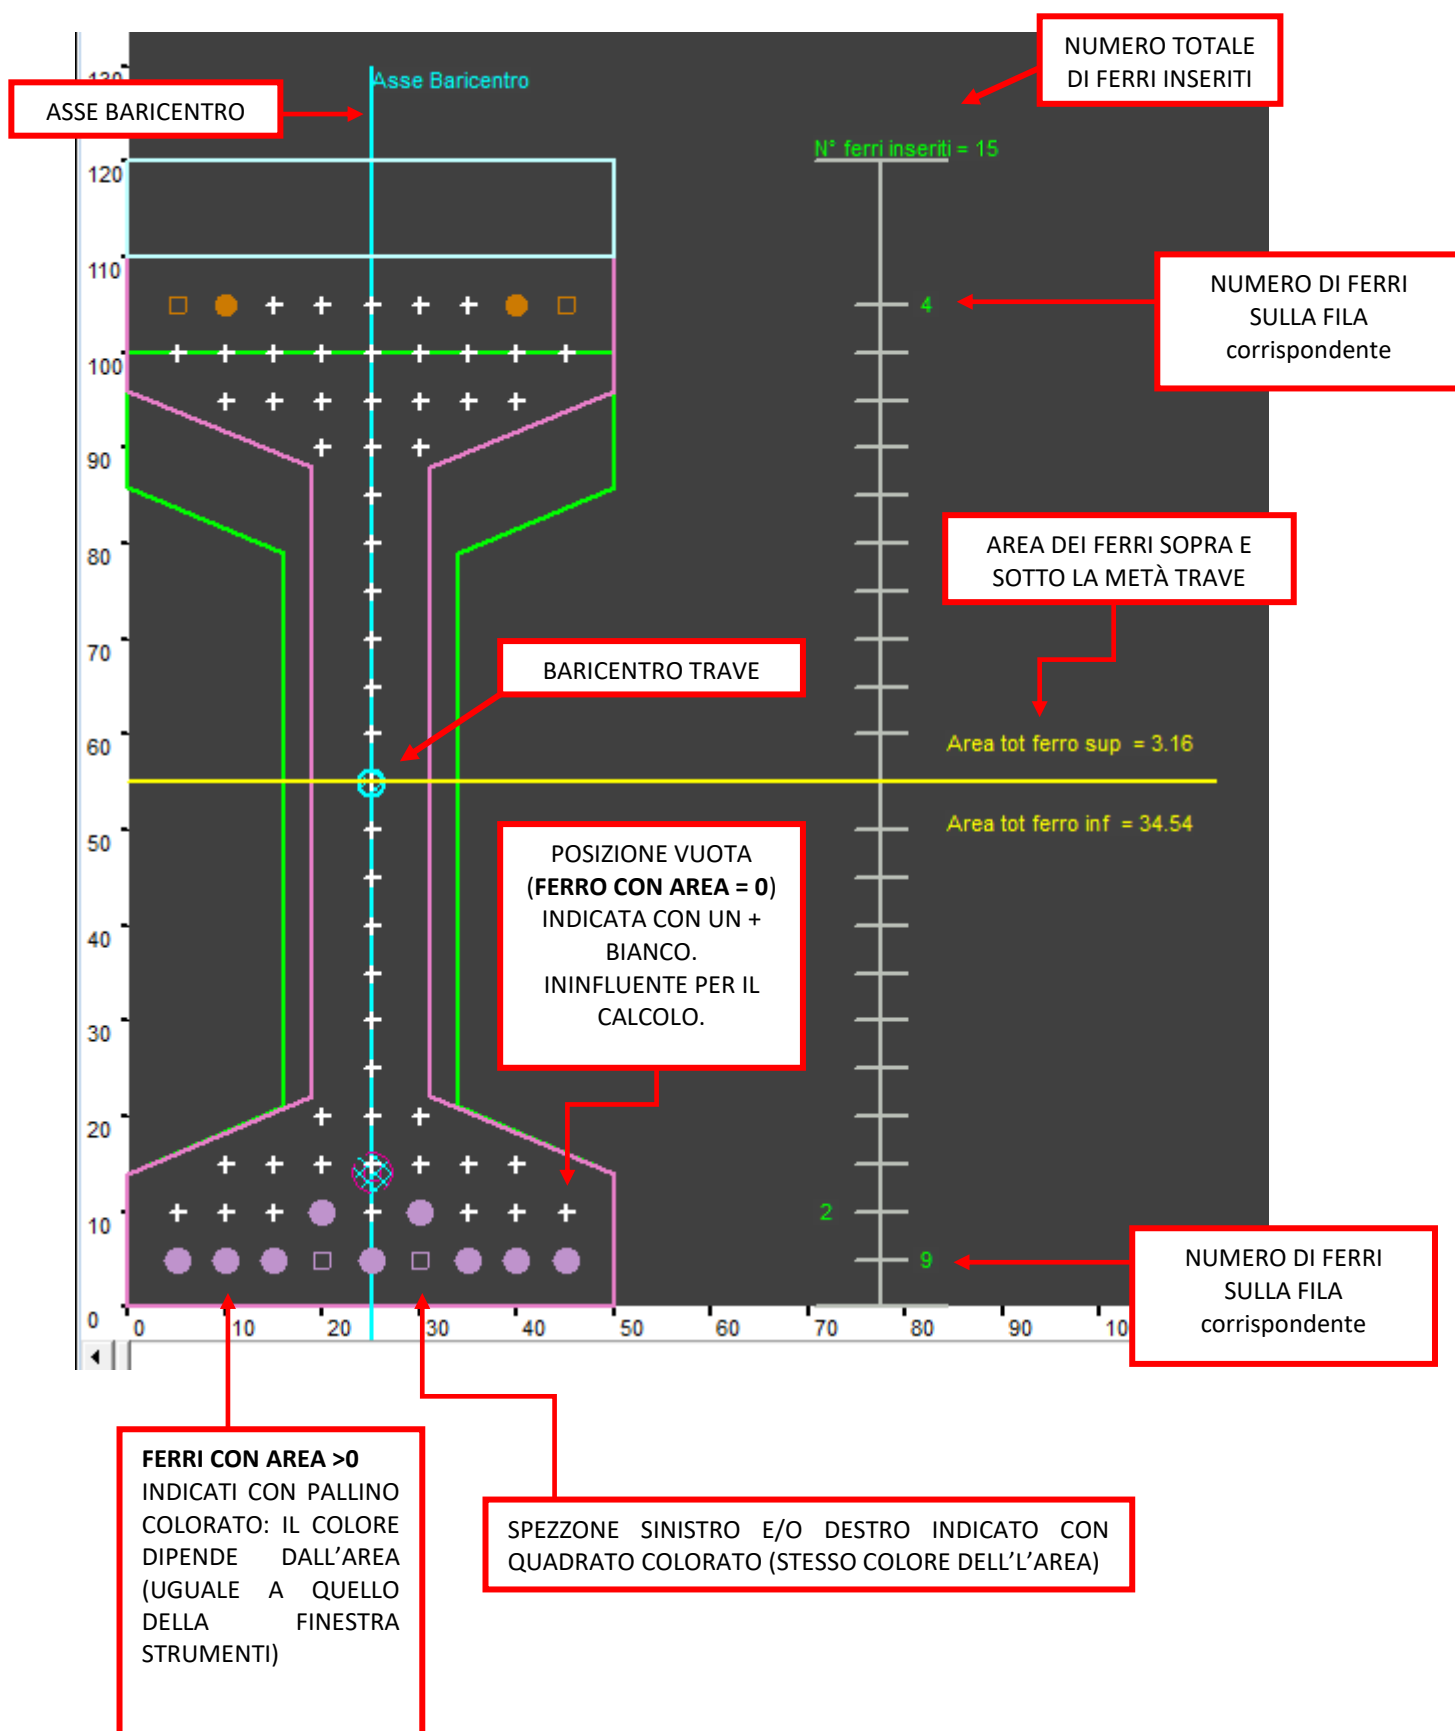 NUMERO TOTALE
DI FERRI INSERITI
130
Asse Baricentro
ASSE BARICENTRO
N° ferri inseriti = 15
120
110
NUMERO DI FERRI
SULLA FILA
corrispondente
4
100
90
80
AREA DEI FERRI SOPRA E
SOTTO LA METÀ TRAVE
70
BARICENTRO TRAVE
60
Area tot ferro sup = 3.16
50
Area tot ferro inf = 34.54
POSIZIONE VUOTA
(FERRO CON AREA = 0)
INDICATA CON UN +
BIANCO.
ININFLUENTE PER IL
CALCOLO.
40
30
20
10
2
9
NUMERO DI FERRI
SULLA FILA
corrispondente
0
0 10 20 30 40 50 60 70 80 90 10
FERRI CON AREA >0
INDICATI CON PALLINO
COLORATO: IL COLORE
DIPENDE DALL'AREA
(UGUALE A QUELLO
DELLA FINESTRA
STRUMENTI)
SPEZZONE SINISTRO E/O DESTRO INDICATO CON
QUADRATO COLORATO (STESSO COLORE DELL'L'AREA)